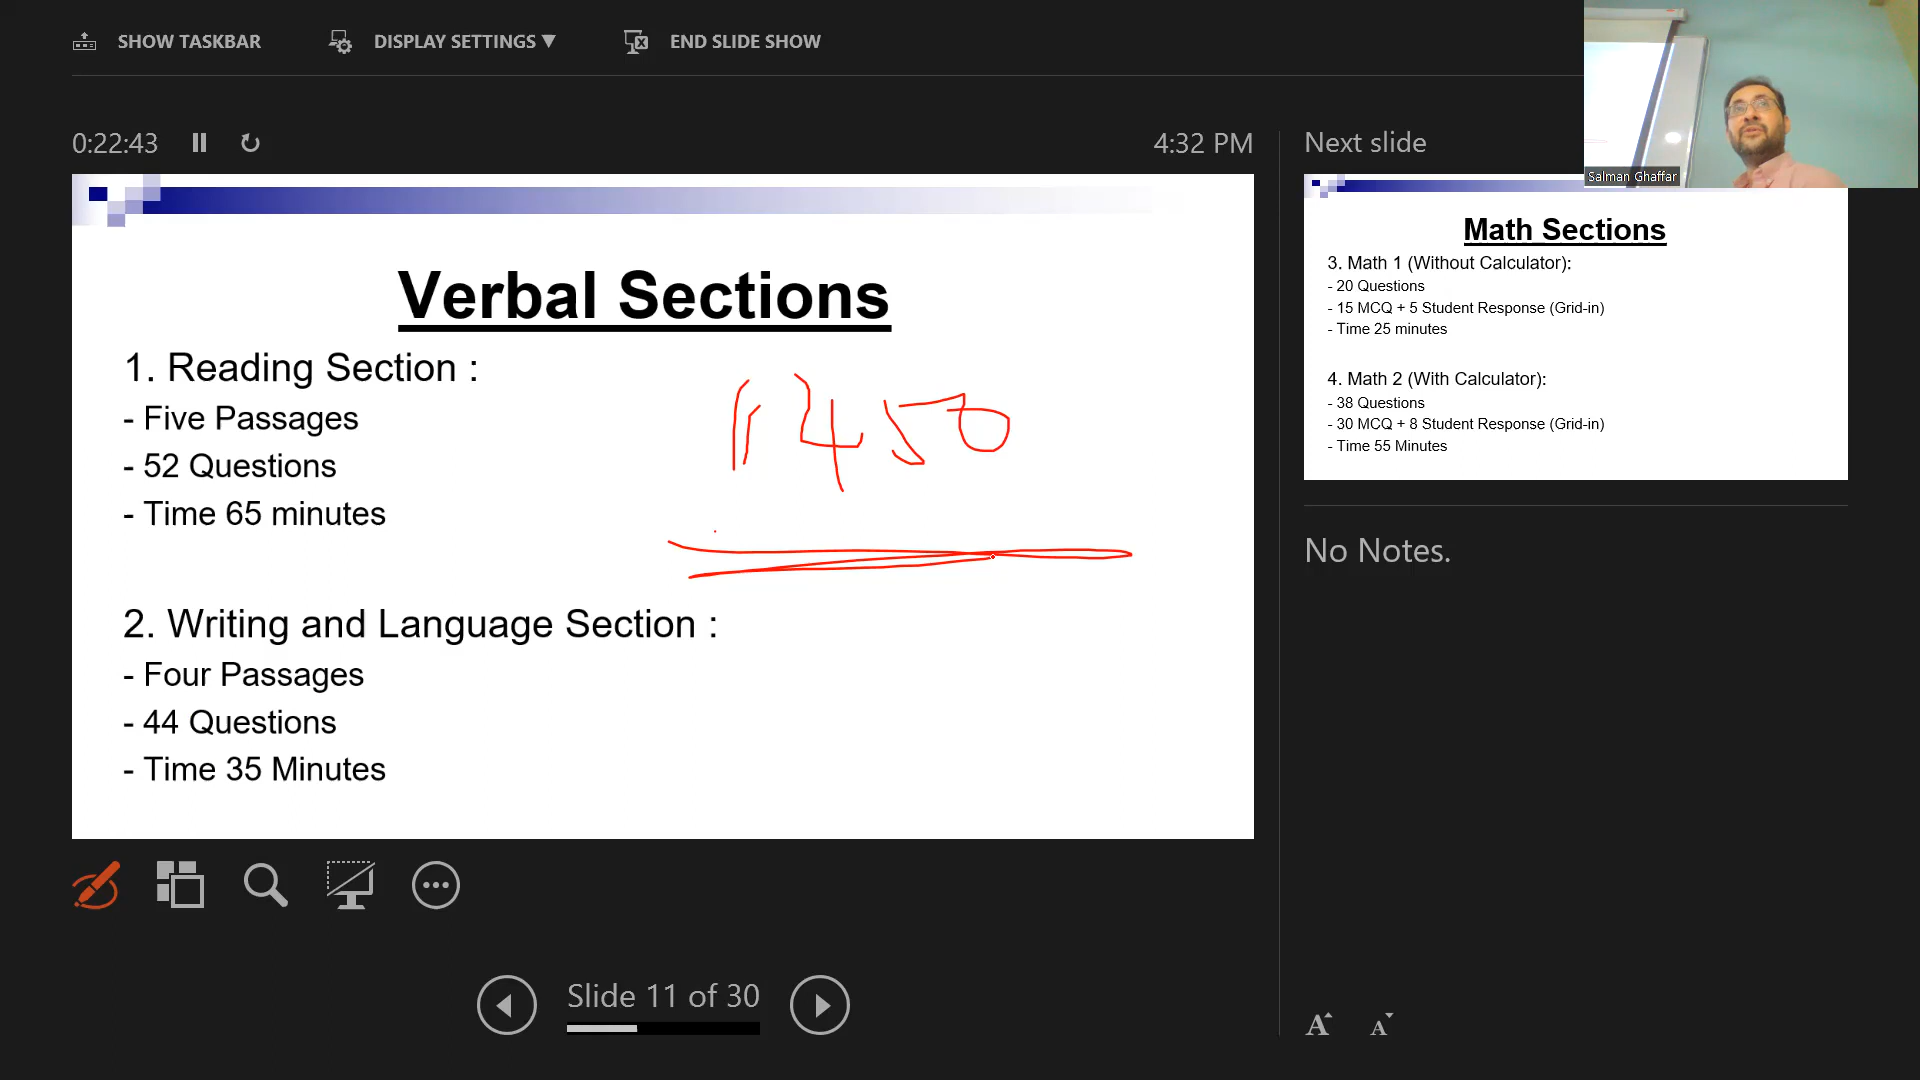 SHOW TASKBAR
DISPLAY SETTINGS ▼
END SLIDE SHOW
0:22:43
4:32 PM
Next slide
Salman Ghaffar
Verbal Sections
1. Reading Section :
- Five Passages
- 52 Questions
- Time 65 minutes
450
2. Writing and Language Section :
- Four Passages
- 44 Questions
- Time 35 Minutes
Math Sections
3. Math 1 (Without Calculator):
- 20 Questions
- 15 MCQ + 5 Student Response (Grid-in)
- Time 25 minutes
4. Math 2 (With Calculator):
- 38 Questions
- 30 MCQ + 8 Student Response (Grid-in)
- Time 55 Minutes
No Notes.
Slide 11 of 30
A A